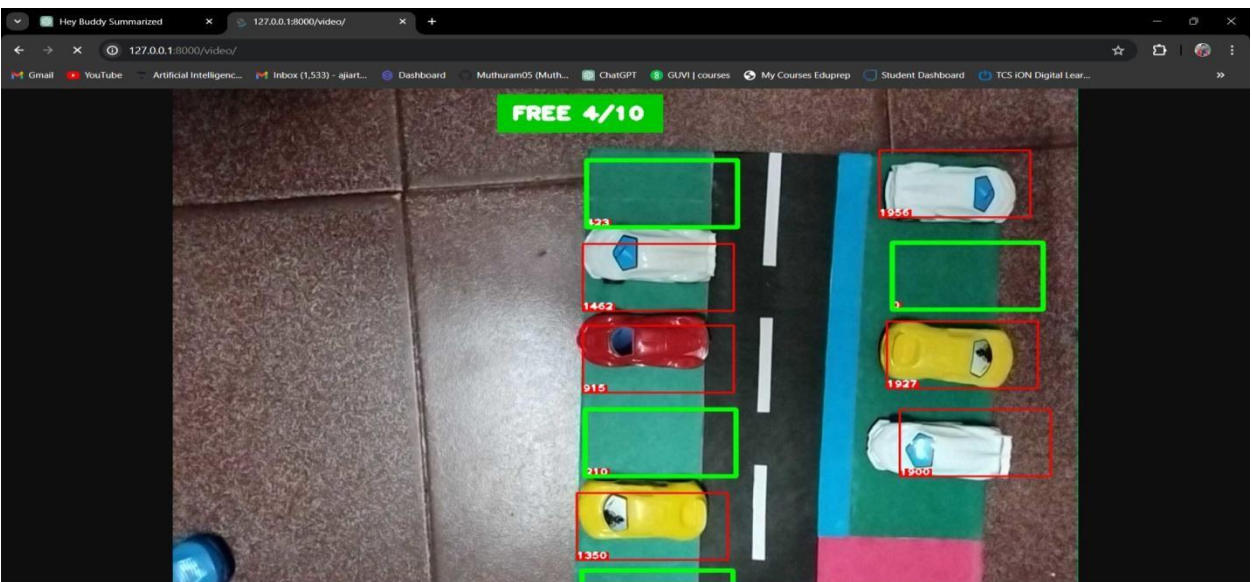 Hey Buddy Summarized
127.0.0.1:8000/video/
127.0.0.1:8000/video/
Gmail YouTube Artificial Intelligenc... Inbox (1,533) - ajiart... Dashboard Muthuram05 (Muth... ChatGPT GUVI | courses My Courses Eduprep Student Dashboard TCS iON Digital Lear...
FREE 4/10
1956
423
1462
0
915
1927
210
1900
1350